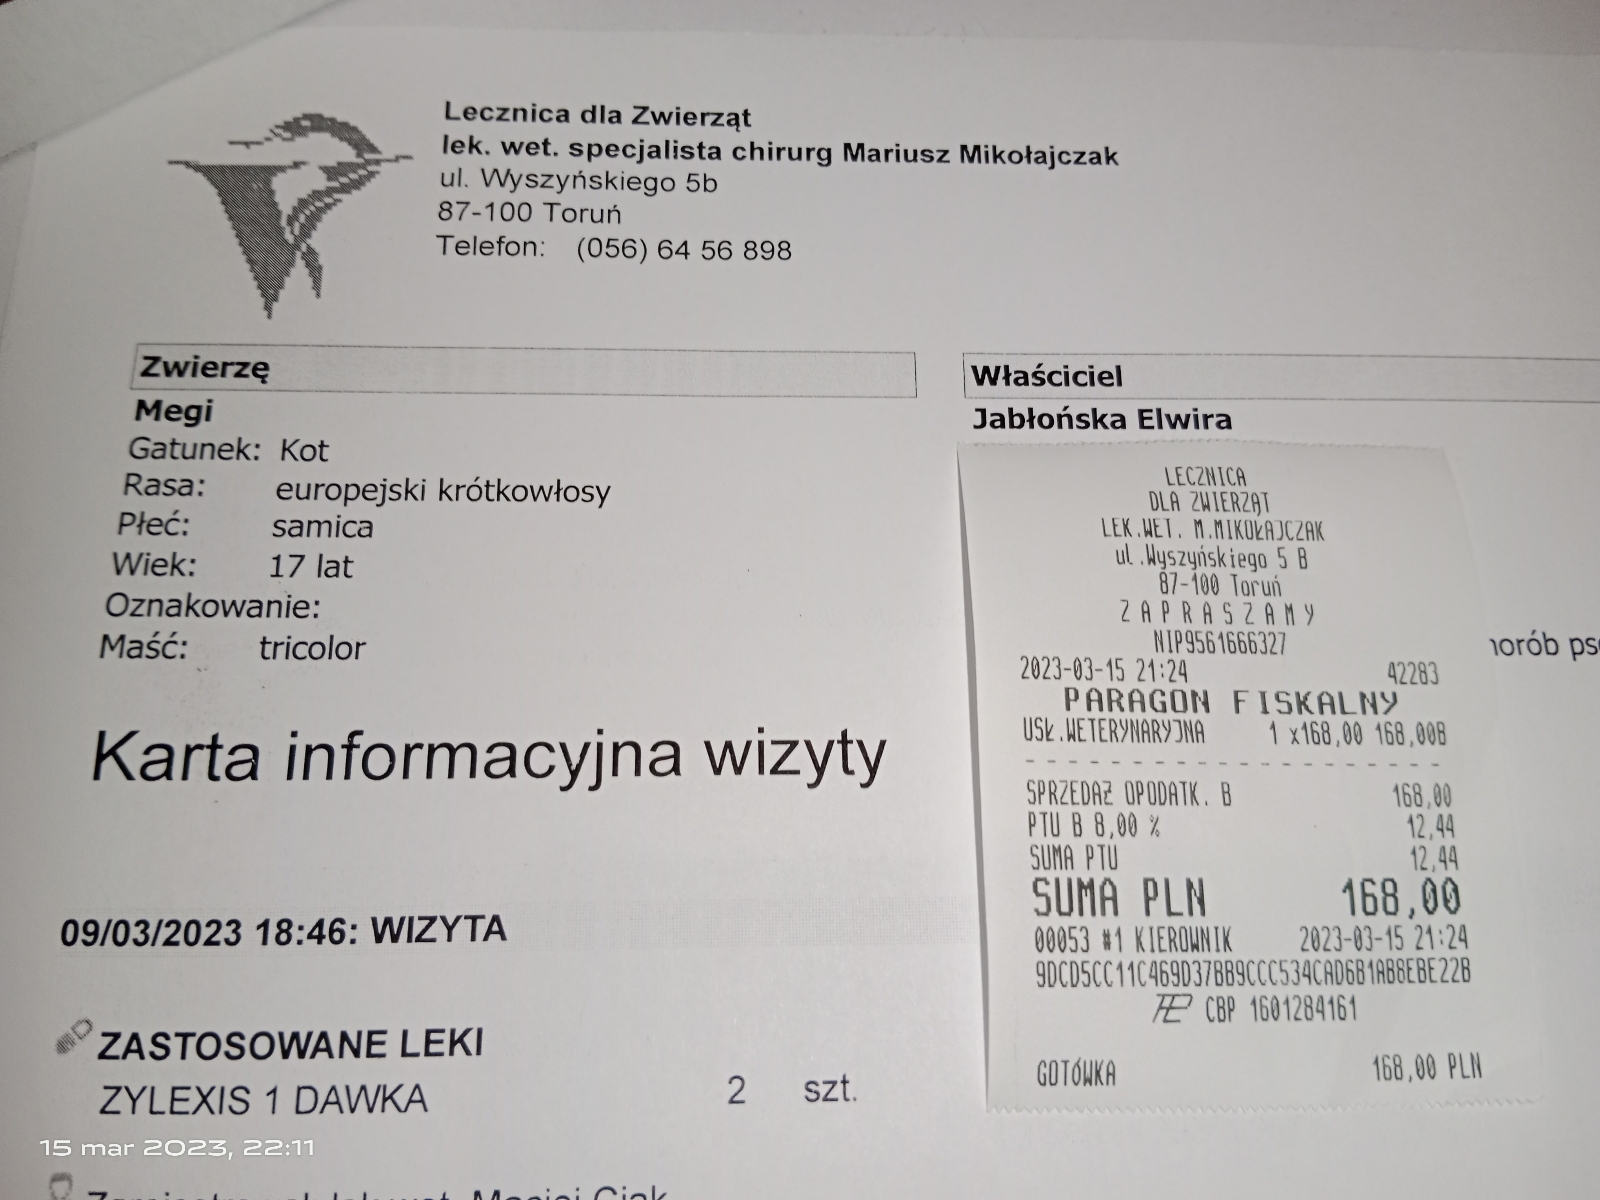 Lecznica dla Zwierząt
lek. wet. specjalista chirurg Mariusz Mikołajczak
ul. Wyszyńskiego 5b
87-100 Toruń
Telefon: (056) 64 56 898
Zwierzę
Megi
Gatunek: Kot
Rasa: europejski krótkowłosy
Płeć: samica
Wiek: 17 lat
Oznakowanie:
Maść: tricolor
Właściciel
Jabłońska Elwira
LECZNICA
DLA ZWIERZĄT
LEK.WET. M.MIKOŁAJCZAK
ul.Wyszyńskiego 5 B
87-100 Toruń
Z A P R A S Z A M Y
NIP9561666327
2023-03-15 21:24 42283
PARAGON FISKALNY
USŁ.WETERYNARYJNA 1 x168,00 168,00B
SPRZEDAŻ OPODATK. B 168,00
PTU B 8,00 % 12,44
SUMA PTU 12,44
SUMA PLN 168,00
00053 #1 KIEROWNIK 2023-03-15 21:24
9DCD5CC11C469D37BB9CCC534CAD6B1AB8EBE22B
CBP 1601284161
GOTÓWKA 168,00 PLN
Karta informacyjna wizyty
09/03/2023 18:46: WIZYTA
ZASTOSOWANE LEKI
ZYLEXIS 1 DAWKA 2 szt.
15 mar 2023, 22:11